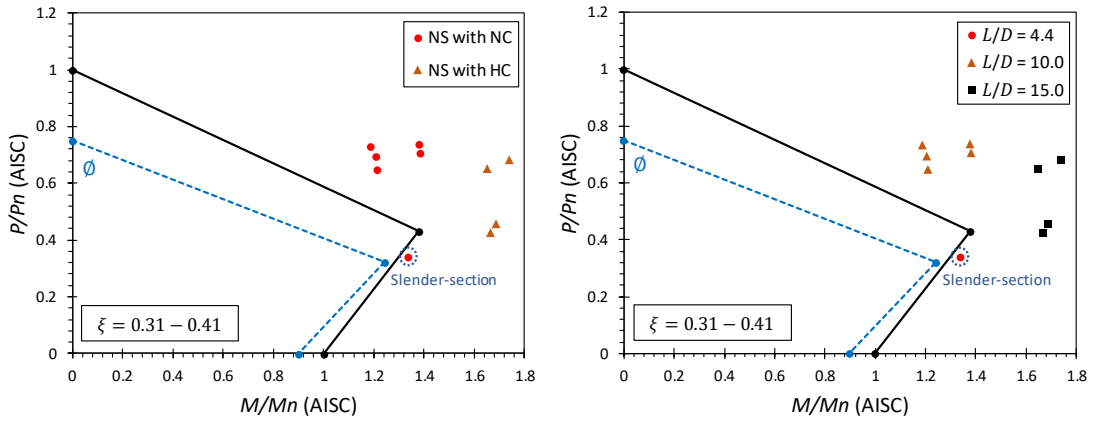 1.2
1
0.8
0.6
0.4
0.2
0
P/Pn (AISC)
NS with NC
NS with HC
Ø
Slender-section
ξ = 0.31 − 0.41
0 0.2 0.4 0.6 0.8 1 1.2 1.4 1.6 1.8
M/Mn (AISC)
1.2
1
0.8
0.6
0.4
0.2
0
P/Pn (AISC)
L/D = 4.4
L/D = 10.0
L/D = 15.0
Ø
Slender-section
ξ = 0.31 − 0.41
0 0.2 0.4 0.6 0.8 1 1.2 1.4 1.6 1.8
M/Mn (AISC)